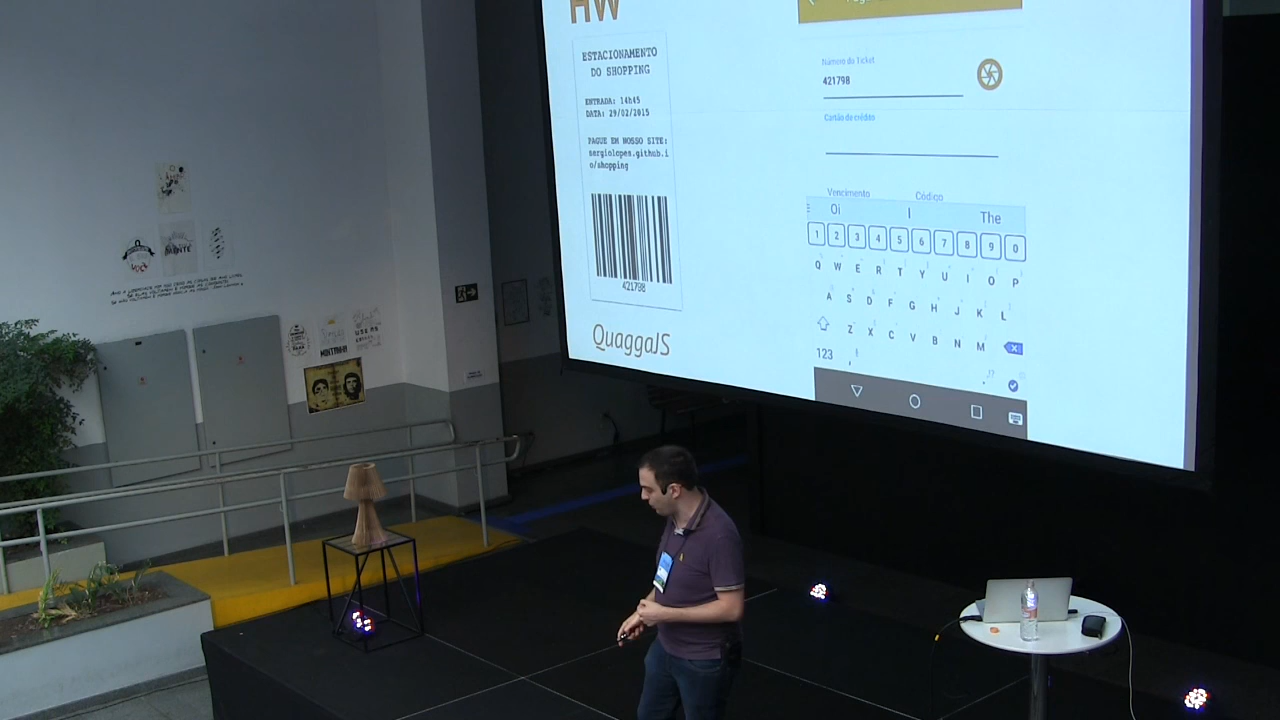 HW
ESTACIONAMENTO
DO SHOPPING
ENTRADA: 14h45
DATA: 29/02/2015
PAGUE EM NOSSO SITE:
sergiolopes.github.i
o/shopping
421798
QuaggaJS
Número do Ticket
421798
Cartão de crédito
Vencimento Código
Oi I The
1 2 3 4 5 6 7 8 9 0
Q W E R T Y U I O P
A S D F G H J K L
Z X C V B N M
123 , .
MONTANHA